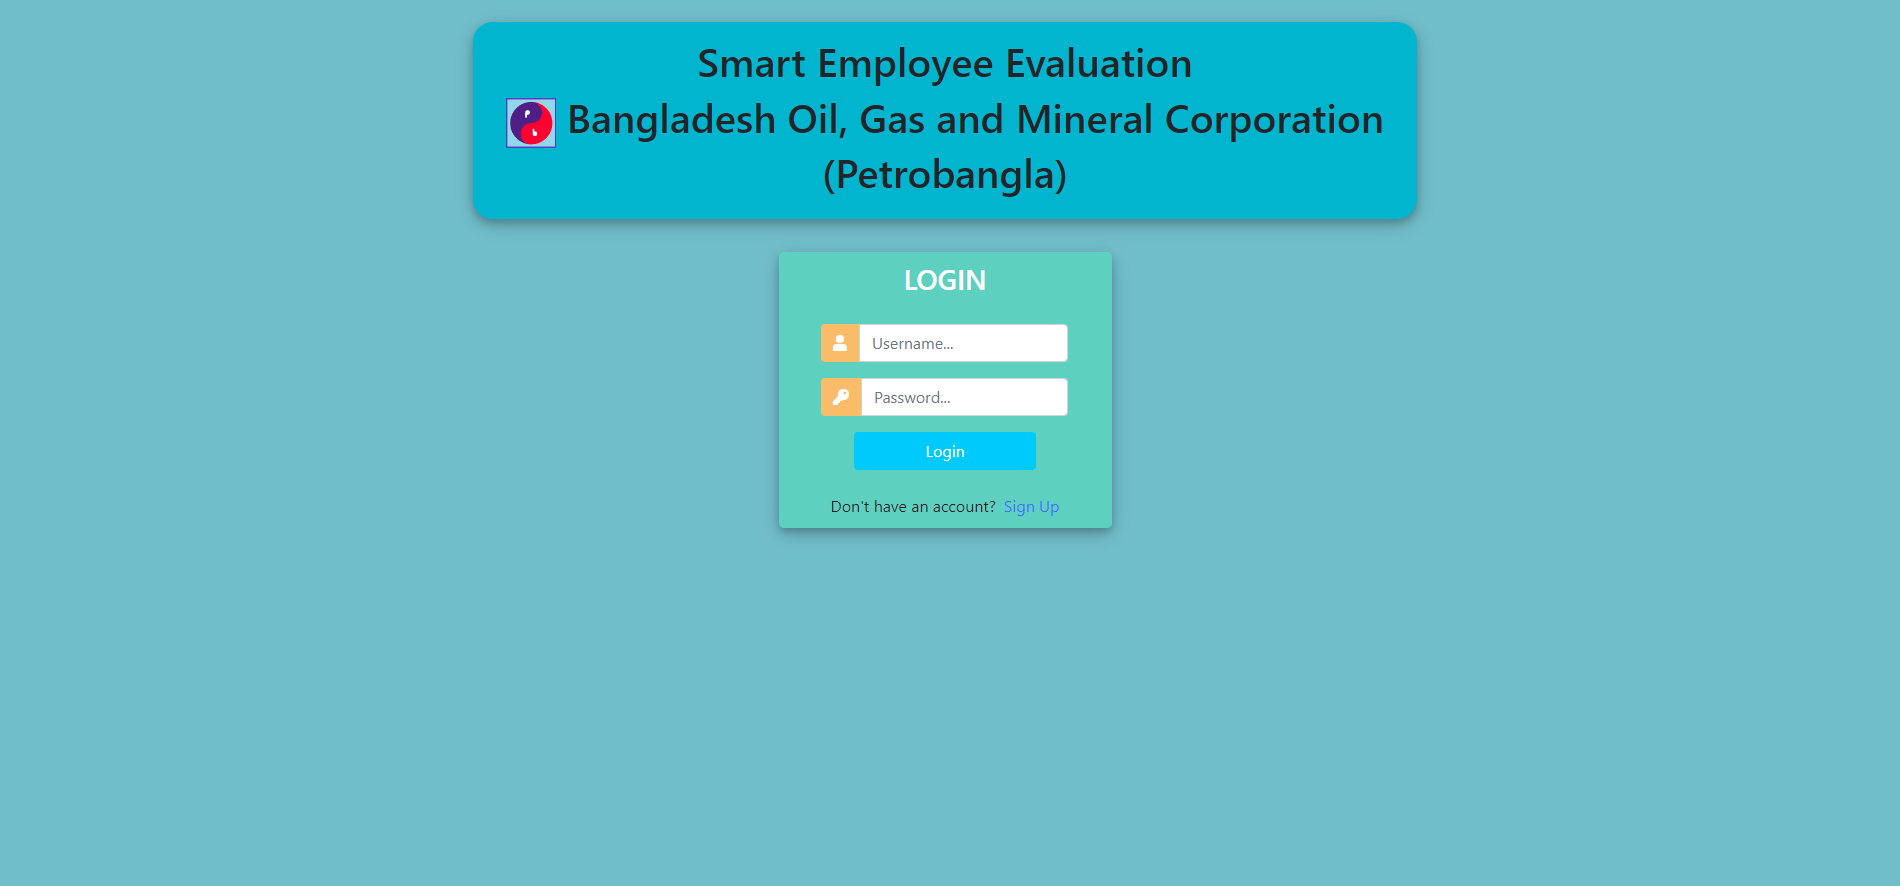 Smart Employee Evaluation
Bangladesh Oil, Gas and Mineral Corporation
(Petrobangla)
LOGIN
Username...
Password...
Login
Don't have an account? Sign Up